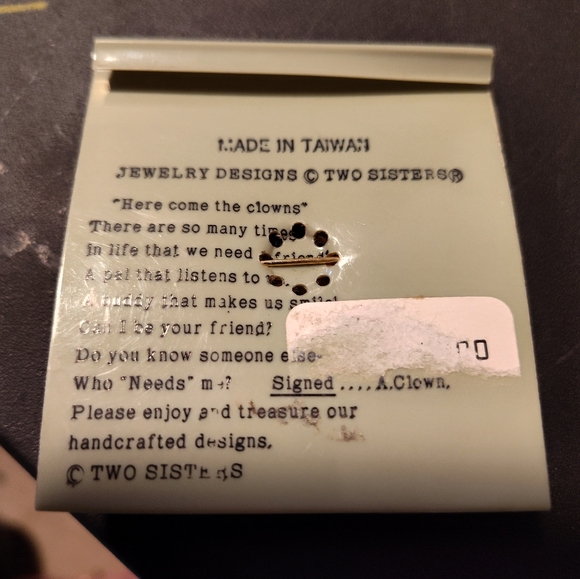 MADE IN TAIWAN
JEWELRY DESIGNS © TWO SISTERS®
"Here come the clowns"
There are so many times
in life that we need a friend!
A pal that listens to
A buddy that makes us smile!
Can I be your friend?
Do you know someone else-
Who "Needs" me? Signed .... A.Clown.
Please enjoy and treasure our
handcrafted designs.
© TWO SISTERS